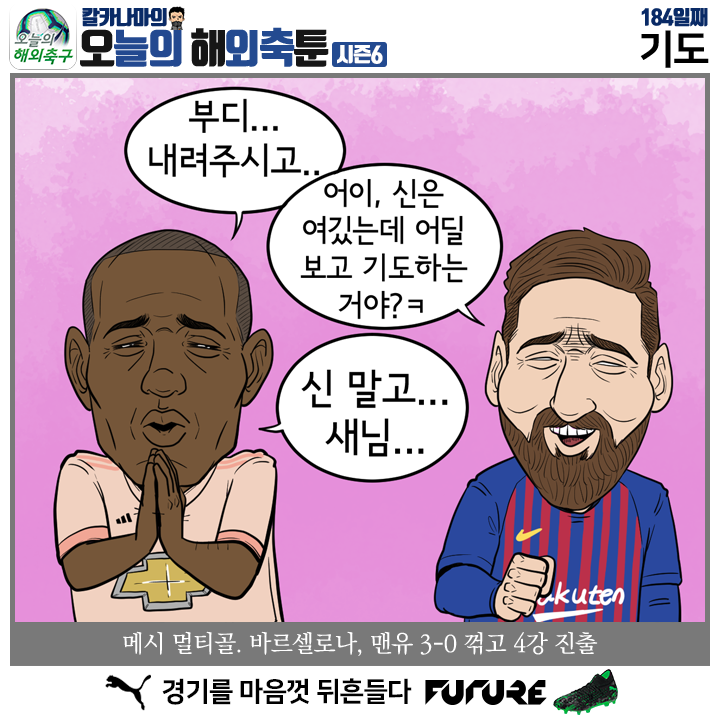 오늘의
해외축구
칼카나마의
오늘의 해외축툰
시즌6
184일째
기도
부디...
내려주시고..
어이, 신은
여깄는데 어딜
보고 기도하는
거야?ㅋ
신 말고...
새님...
Rakuten
메시 멀티골. 바르셀로나, 맨유 3-0 꺾고 4강 진출
경기를 마음껏 뒤흔들다
FUTURE